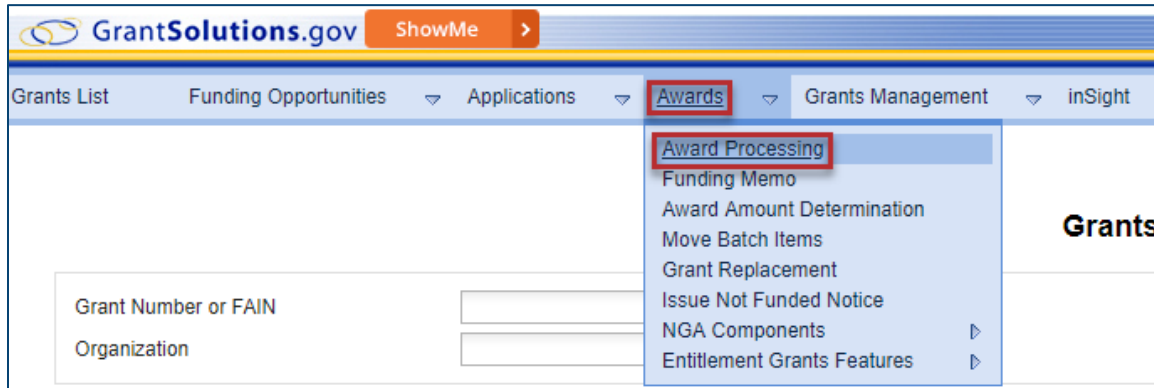 GrantSolutions.gov ShowMe >
Grants List Funding Opportunities Applications Awards Grants Management inSight
Award Processing
Funding Memo
Award Amount Determination
Move Batch Items
Grants
Grant Replacement
Grant Number or FAIN
Issue Not Funded Notice
NGA Components
Organization
Entitlement Grants Features